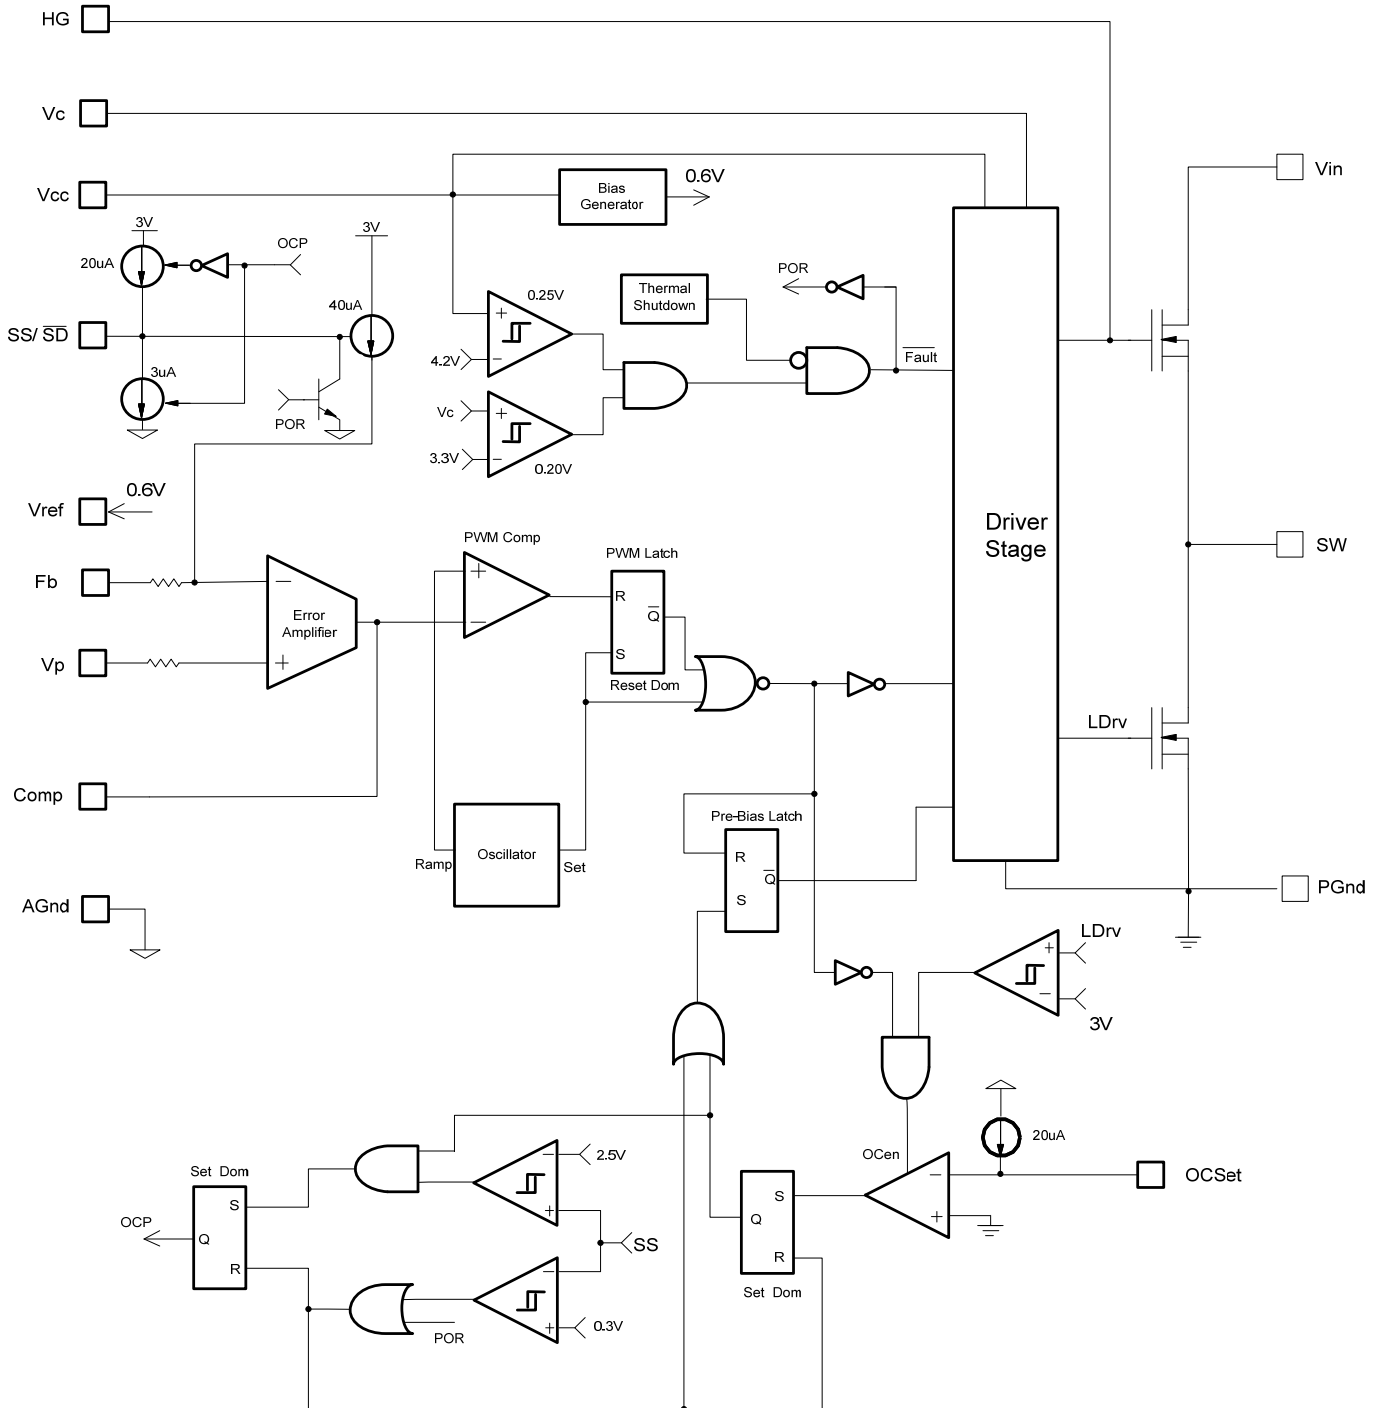 HG
Vc
Vcc
Bias
Generator
0.6V
Vin
3V
3V
OCP
20uA
40uA
SS/ SD
3uA
POR
0.25V
4.2V
Vc
3.3V
0.20V
Thermal
Shutdown
POR
Fault
Vref
0.6V
Driver
Stage
SW
PWM Comp
PWM Latch
Fb
+
−
−
Error
Amplifier
+
R
Q
S
Reset Dom
Vp
LDrv
Comp
Pre-Bias Latch
Ramp
Oscillator
Set
R
Q
S
PGnd
AGnd
LDrv
+
−
3V
20uA
OCen
OCSet
−
+
2.5V
−
+
Set Dom
S
Q
R
OCP
SS
S
Q
R
Set Dom
−
+
0.3V
POR
+
−
+
−